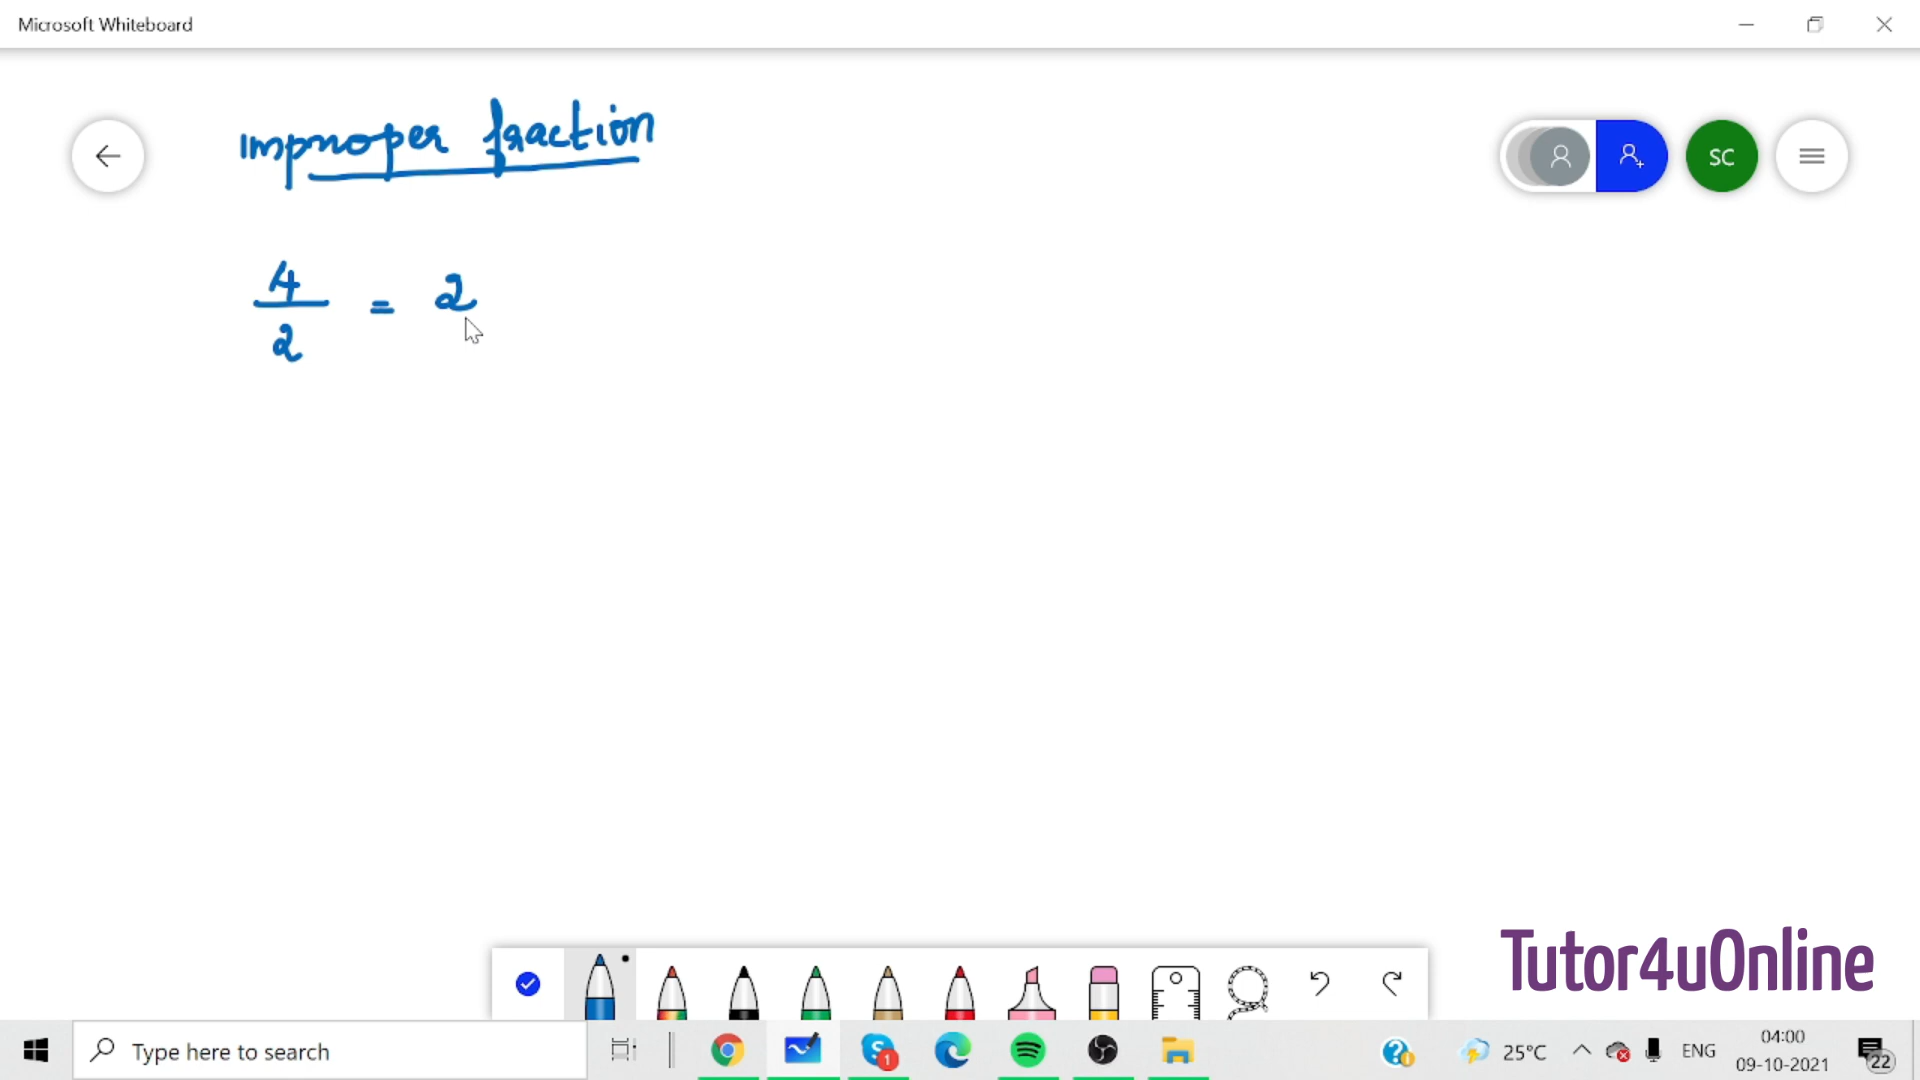 Microsoft Whiteboard
Improper fraction
SC
4
2
= 2
Tutor4uOnline
Type here to search
1
25°C
ENG
04:00
09-10-2021
22